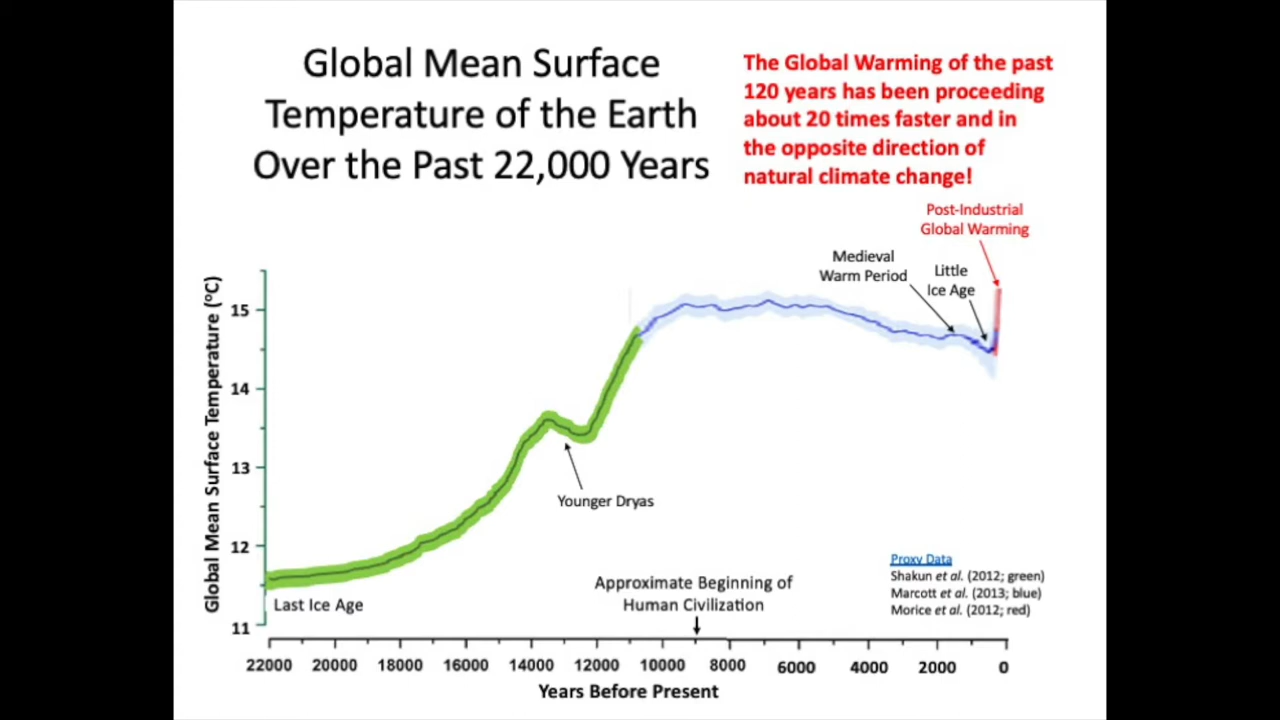 Global Mean Surface
Temperature of the Earth
Over the Past 22,000 Years
The Global Warming of the past
120 years has been proceeding
about 20 times faster and in
the opposite direction of
natural climate change!
Post-Industrial
Global Warming
Medieval
Warm Period
Little
Ice Age
Global Mean Surface Temperature (°C)
15
14
13
12
11
Younger Dryas
Last Ice Age
Approximate Beginning of
Human Civilization
Proxy Data
Shakun et al. (2012; green)
Marcott et al. (2013; blue)
Morice et al. (2012; red)
22000 20000 18000 16000 14000 12000 10000 8000 6000 4000 2000 0
Years Before Present